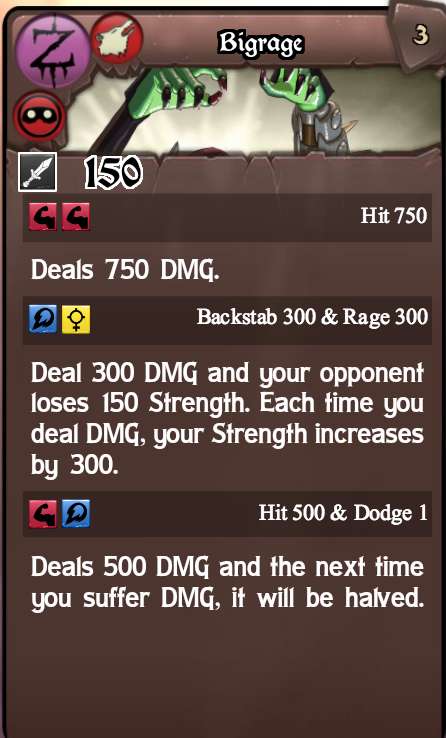 Z
Bigrage
3
150
Hit 750
Deals 750 DMG.
Backstab 300 & Rage 300
Deal 300 DMG and your opponent
loses 150 Strength. Each time you
deal DMG, your Strength increases
by 300.
Hit 500 & Dodge 1
Deals 500 DMG and the next time
you suffer DMG, it will be halved.